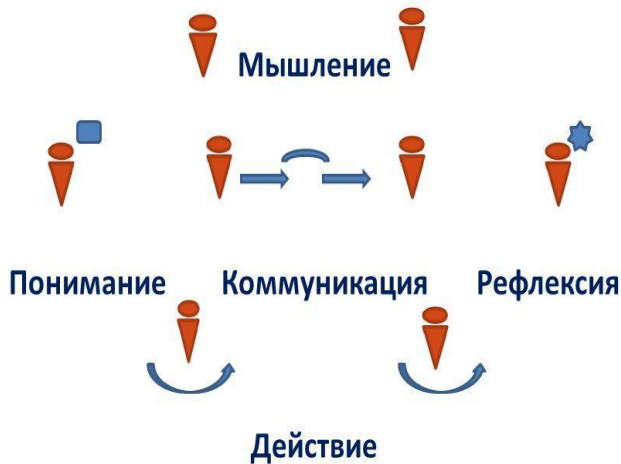 Мышление
Понимание
Коммуникация
Рефлексия
Действие